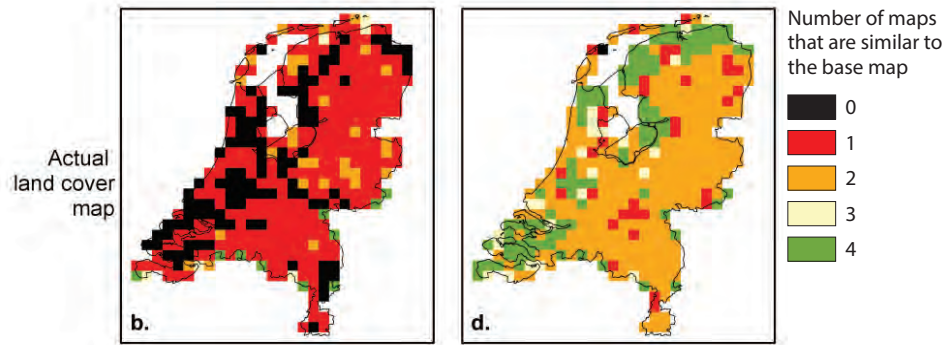 Actual
land cover
map
b.
d.
Number of maps
that are similar to
the base map
0
1
2
3
4